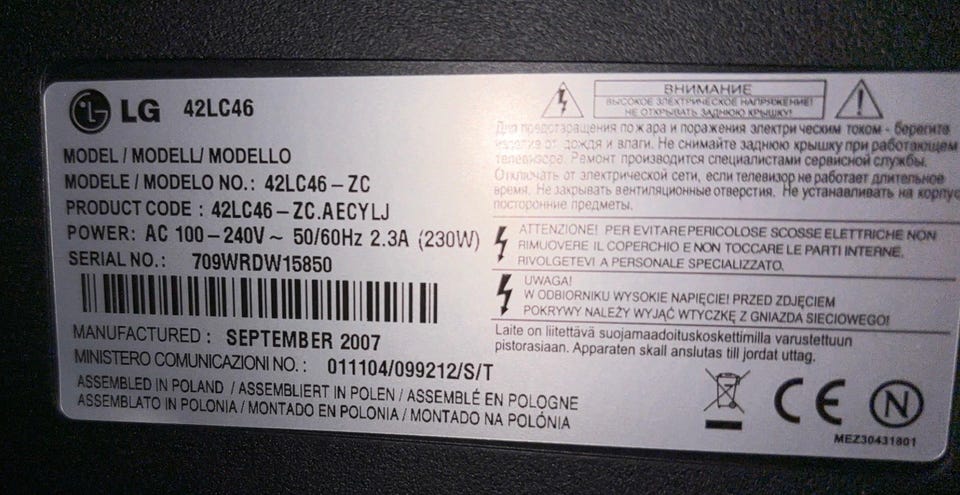 LG 42LC46
MODEL / MODELL/ MODELLO
MODELE / MODELO NO.: 42LC46-ZC
PRODUCT CODE : 42LC46-ZC.AECYLJ
POWER: AC 100-240V~ 50/60Hz 2.3A (230W)
SERIAL NO.: 709WRDW15850
MANUFACTURED : SEPTEMBER 2007
MINISTERO COMUNICAZIONI NO. : 011104/099212/S/T
ASSEMBLED IN POLAND / ASSEMBLIERT IN POLEN / ASSEMBLÉ EN POLOGNE
ASSEMBLATO IN POLONIA / MONTADO EN POLONIA / MONTADO NA POLÓNIA
ВНИМАНИЕ
ВЫСОКОЕ ЭЛЕКТРИЧЕСКОЕ НАПРЯЖЕНИЕ!
НЕ ОТКРЫВАТЬ ЗАДНЮЮ КРЫШКУ!
Для предотвращения пожара и поражения электрическим током - берегите
изделие от дождя и влаги. Не снимайте заднюю крышку при работающем
телевизоре. Ремонт производится специалистами сервисной службы.
Отключать от электрической сети, если телевизор не работает длительное
время. Не закрывать вентиляционные отверстия. Не устанавливать на корпус
посторонние предметы.
ATTENZIONE! PER EVITARE PERICOLOSE SCOSSE ELETTRICHE NON
RIMUOVERE IL COPERCHIO E NON TOCCARE LE PARTI INTERNE.
RIVOLGETEVI A PERSONALE SPECIALIZZATO.
UWAGA!
W ODBIORNIKU WYSOKIE NAPIĘCIE! PRZED ZDJĘCIEM
POKRYWY NALEŻY WYJĄĆ WTYCZKĘ Z GNIAZDA SIECIOWEGO!
Laite on liitettävä suojamaadoituskoskettimilla varustettuun
pistorasiaan. Apparaten skall anslutas till jordat uttag.
CE N
MEZ30431801